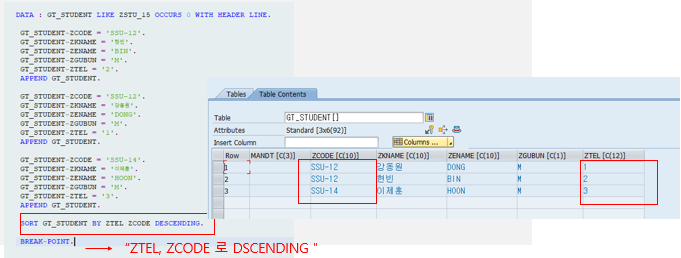 DATA : GT_STUDENT LIKE ZSTU_15 OCCURS 0 WITH HEADER LINE.
GT_STUDENT-ZCODE = 'SSU-12'.
GT_STUDENT-ZKNAME = '현빈'.
GT_STUDENT-ZENAME = 'BIN'.
GT_STUDENT-ZGUBUN = 'M'.
GT_STUDENT-ZTEL = '2'.
APPEND GT_STUDENT.
GT_STUDENT-ZCODE = 'SSU-12'.
GT_STUDENT-ZKNAME = '강동원'.
GT_STUDENT-ZENAME = 'DONG'.
GT_STUDENT-ZGUBUN = 'M'.
GT_STUDENT-ZTEL = '1'.
APPEND GT_STUDENT.
GT_STUDENT-ZCODE = 'SSU-14'.
GT_STUDENT-ZKNAME = '이제훈'.
GT_STUDENT-ZENAME = 'HOON'.
GT_STUDENT-ZGUBUN = 'M'.
GT_STUDENT-ZTEL = '3'.
APPEND GT_STUDENT.
SORT GT_STUDENT BY ZTEL ZCODE DESCENDING.
BREAK-POINT.
"ZTEL, ZCODE 로 DSCENDING "
Tables Table Contents
Table GT_STUDENT[]
Attributes Standard [3x6(92)]
Insert Column Columns ...
Row MANDT [C(3)] ZCODE [C(10)] ZKNAME [C(10)] ZENAME [C(10)] ZGUBUN [C(1)] ZTEL [C(12)]
1 SSU-12 강동원 DONG M 1
2 SSU-12 현빈 BIN M 2
3 SSU-14 이제훈 HOON M 3